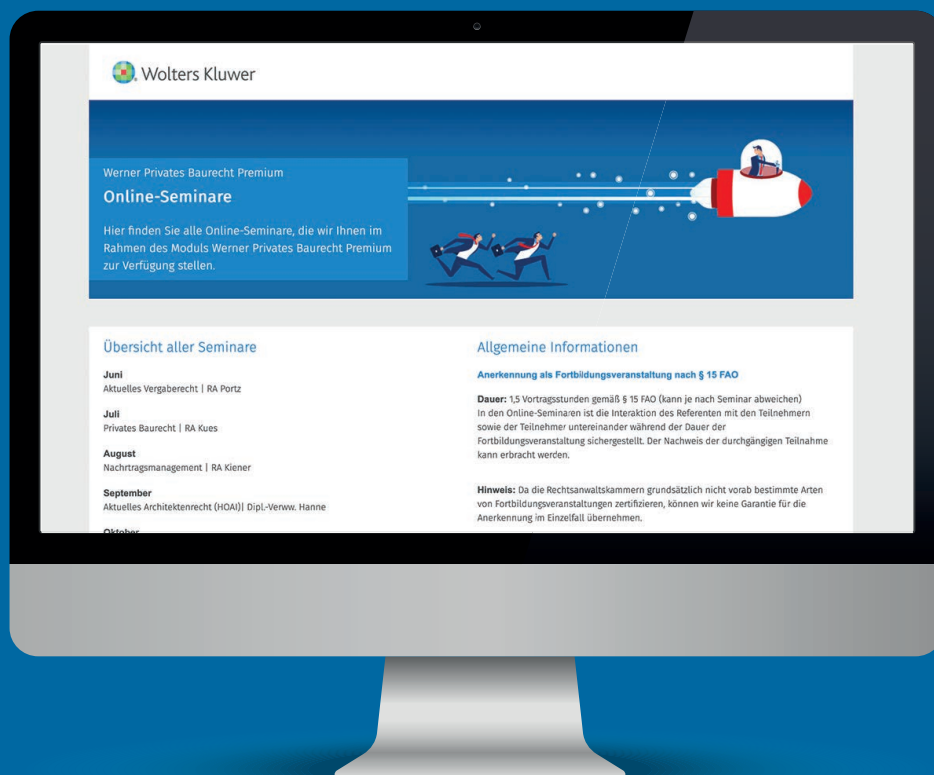 Wolters Kluwer
Werner Privates Baurecht Premium
Online-Seminare
Hier finden Sie alle Online-Seminare, die wir Ihnen im
Rahmen des Moduls Werner Privates Baurecht Premium
zur Verfügung stellen.
Übersicht aller Seminare
Juni
Aktuelles Vergaberecht | RA Portz
Juli
Privates Baurecht | RA Kues
August
Nachrtragsmanagement | RA Kiener
September
Aktuelles Architektenrecht (HOAI)| Dipl.-Verww. Hanne
Oktober
Allgemeine Informationen
Anerkennung als Fortbildungsveranstaltung nach § 15 FAO
Dauer: 1,5 Vortragsstunden gemäß § 15 FAO (kann je nach Seminar abweichen)
In den Online-Seminaren ist die Interaktion des Referenten mit den Teilnehmern
sowie der Teilnehmer untereinander während der Dauer der
Fortbildungsveranstaltung sichergestellt. Der Nachweis der durchgängigen Teilnahme
kann erbracht werden.
Hinweis: Da die Rechtsanwaltskammern grundsätzlich nicht vorab bestimmte Arten
von Fortbildungsveranstaltungen zertifizieren, können wir keine Garantie für die
Anerkennung im Einzelfall übernehmen.